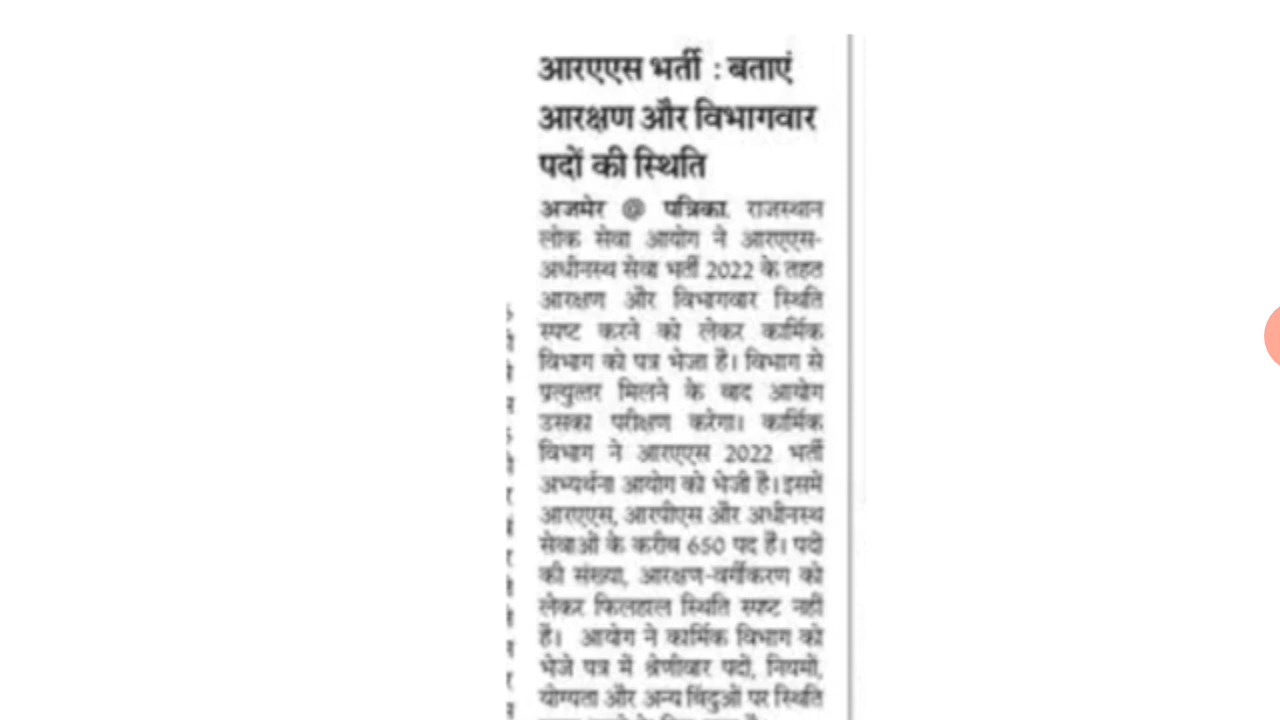 आरएएस भर्ती : बताएं
आरक्षण और विभागवार
पदों की स्थिति
अजमेर @ पत्रिका. राजस्थान
लोक सेवा आयोग ने आरएएस-
अधीनस्थ सेवा भर्ती 2022 के तहत
आरक्षण और विभागवार स्थिति
स्पष्ट करने को लेकर कार्मिक
विभाग को पत्र भेजा है। विभाग से
प्रत्युत्तर मिलने के बाद आयोग
उसका परीक्षण करेगा। कार्मिक
विभाग ने आरएएस 2022 भर्ती
अभ्यर्थना आयोग को भेजी है। इसमें
आरएएस, आरपीएस और अधीनस्थ
सेवाओं के करीब 650 पद हैं। पदों
की संख्या, आरक्षण-वर्गीकरण को
लेकर फिलहाल स्थिति स्पष्ट नहीं
है। आयोग ने कार्मिक विभाग को
भेजे पत्र में श्रेणीवार पदों, नियमों,
योग्यता और अन्य बिंदुओं पर स्थिति